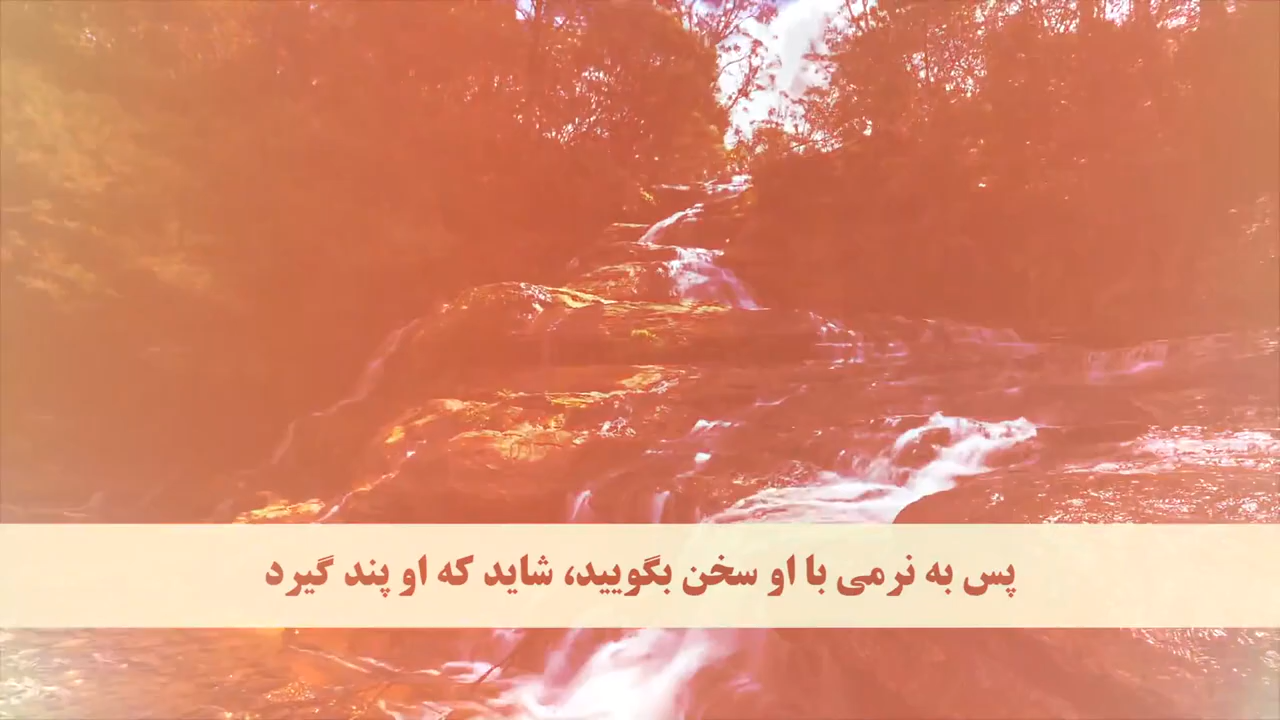 پس به نرمی با او سخن بگویید، شاید که او پند گیرد